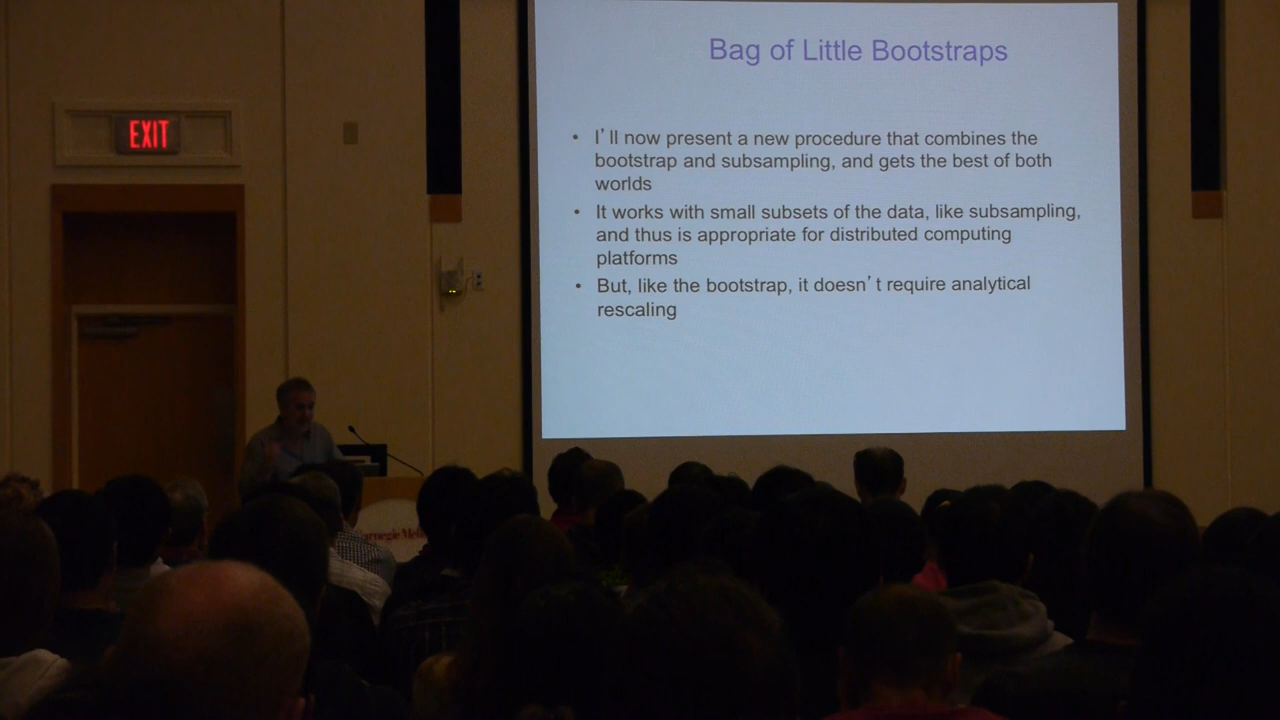 Bag of Little Bootstraps
EXIT
• I'll now present a new procedure that combines the
bootstrap and subsampling, and gets the best of both
worlds
• It works with small subsets of the data, like subsampling,
and thus is appropriate for distributed computing
platforms
• But, like the bootstrap, it doesn't require analytical
rescaling